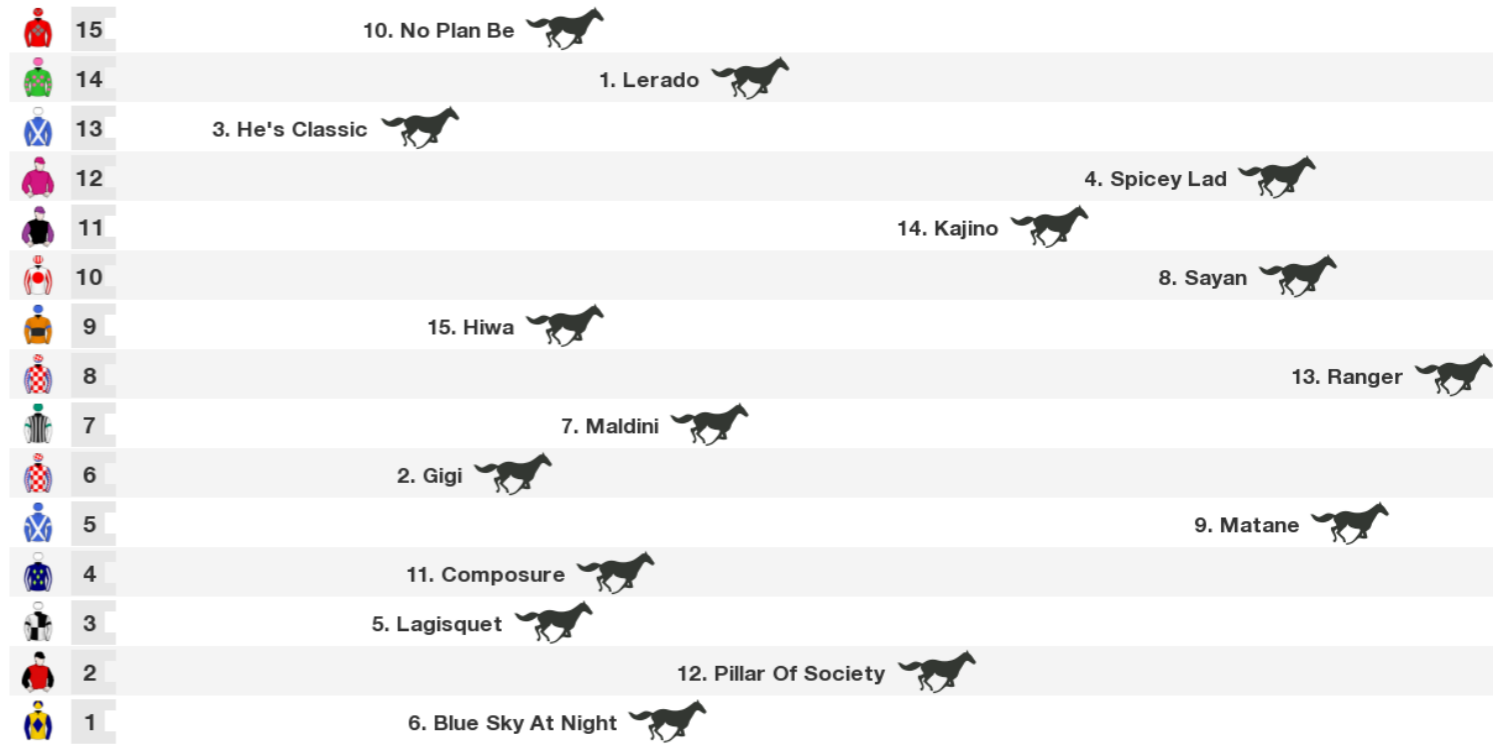 15 10. No Plan Be
14 1. Lerado
13 3. He's Classic
12 4. Spicey Lad
11 14. Kajino
10 8. Sayan
9 15. Hiwa
8 13. Ranger
7 7. Maldini
6 2. Gigi
5 9. Matane
4 11. Composure
3 5. Lagisquet
2 12. Pillar Of Society
1 6. Blue Sky At Night